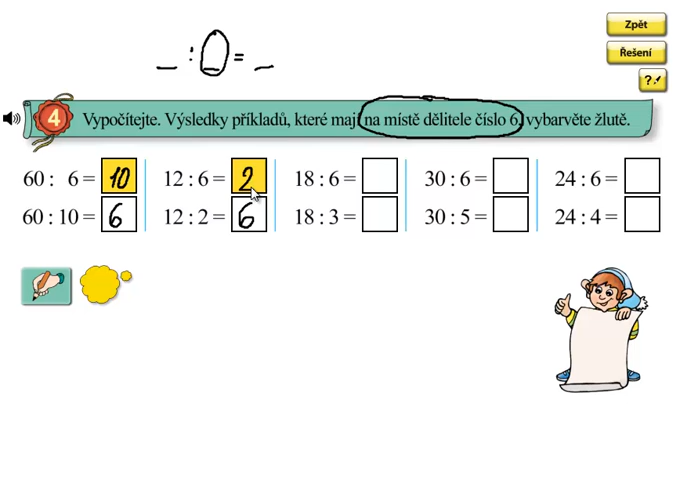 Zpět
_ : _ = _
Řešení
?
4 Vypočítejte. Výsledky příkladů, které mají na místě dělitele číslo 6, vybarvěte žlutě.
60 : 6 = 10 12 : 6 = 2 18 : 6 = 30 : 6 = 24 : 6 =
60 : 10 = 6 12 : 2 = 6 18 : 3 = 30 : 5 = 24 : 4 =